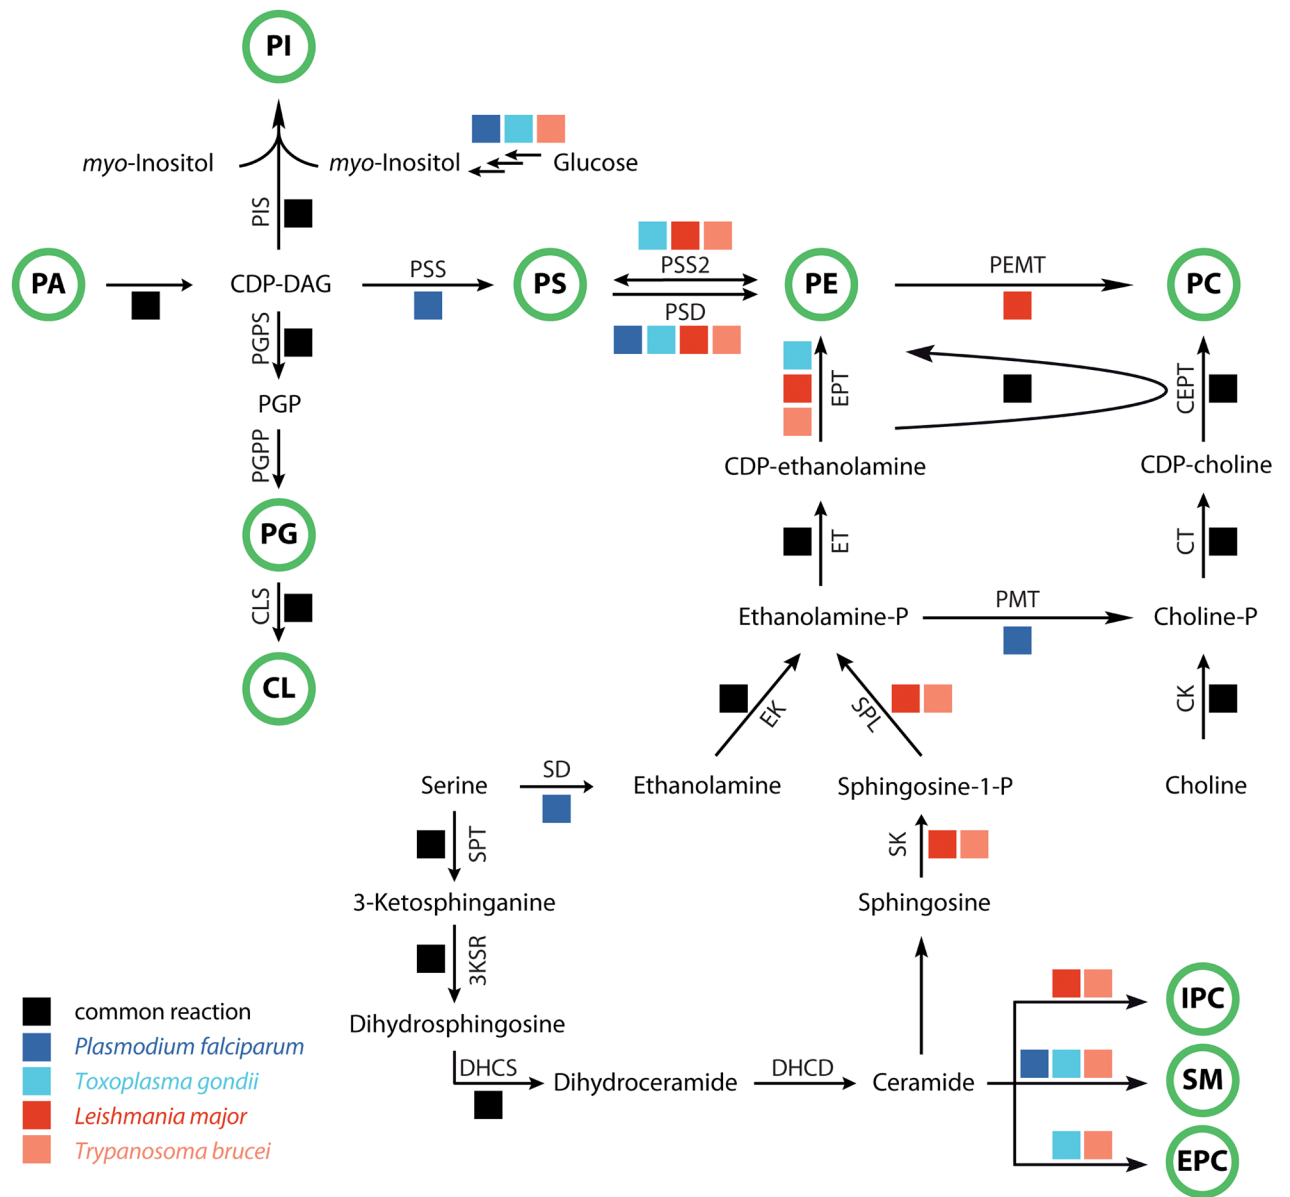 PI
myo-Inositol
myo-Inositol
Glucose
PIS
PA
CDP-DAG
PSS
PS
PSS2
PSD
PE
PEMT
PC
PGPS
PGP
PGPP
PG
CLS
CL
EPT
CEPT
CDP-ethanolamine
CDP-choline
ET
CT
Ethanolamine-P
PMT
Choline-P
EK
SPL
CK
Serine
SD
Ethanolamine
Sphingosine-1-P
Choline
SPT
SK
3-Ketosphinganine
Sphingosine
3KSR
Dihydrosphingosine
DHCS
Dihydroceramide
DHCD
Ceramide
IPC
SM
EPC
common reaction
Plasmodium falciparum
Toxoplasma gondii
Leishmania major
Trypanosoma brucei